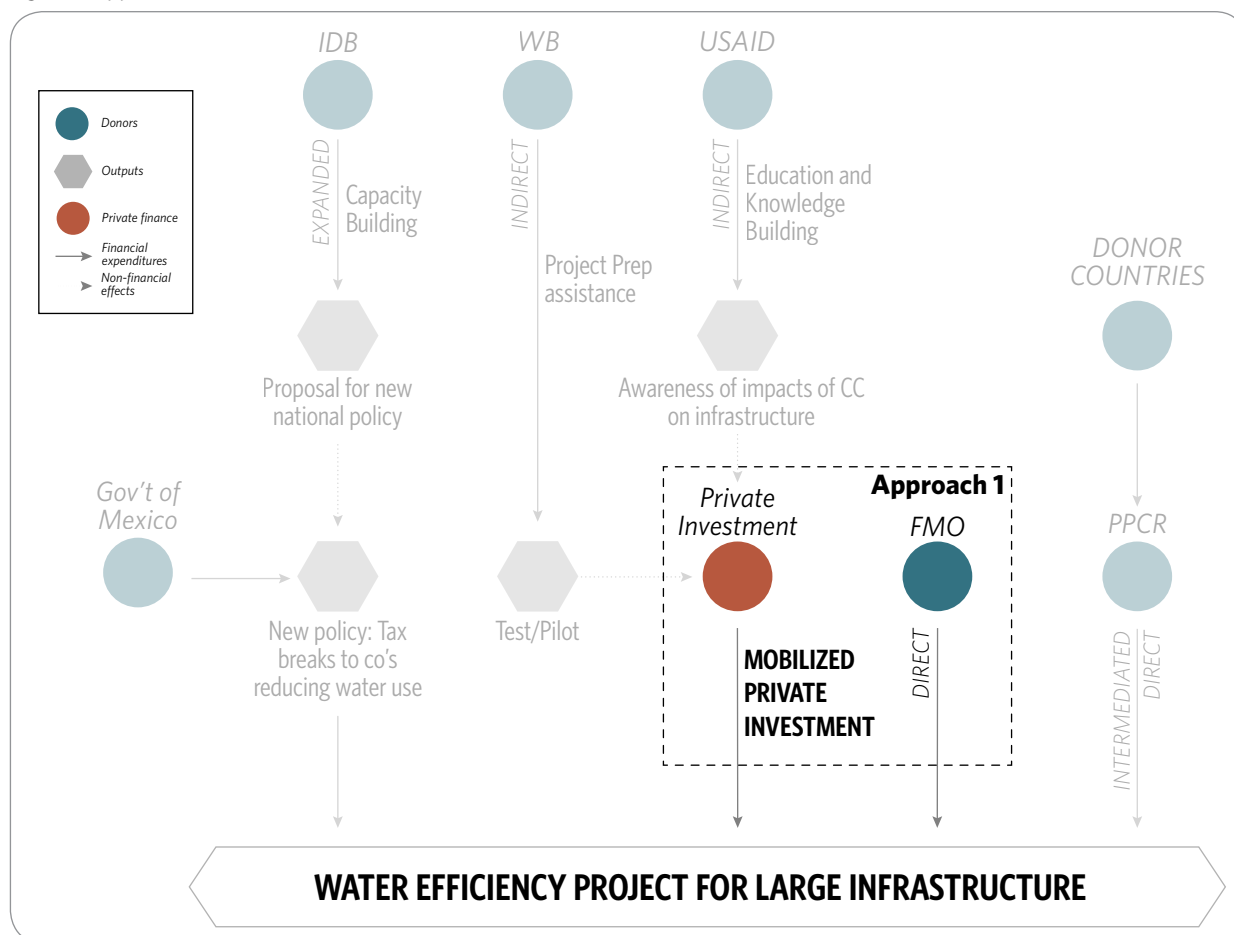 IDB
WB
USAID
Donors
Outputs
Private finance
Financial
expenditures
Non-financial
effects
EXPANDED
Capacity
Building
INDIRECT
Project Prep
assistance
INDIRECT
Education and
Knowledge
Building
DONOR
COUNTRIES
Proposal for new
national policy
Awareness of impacts of CC
on infrastructure
Gov't of
Mexico
Approach 1
Private
Investment
FMO
PPCR
New policy: Tax
breaks to co's
reducing water use
Test/Pilot
MOBILIZED
PRIVATE
INVESTMENT
DIRECT
INTERMEDIATED
DIRECT
WATER EFFICIENCY PROJECT FOR LARGE INFRASTRUCTURE